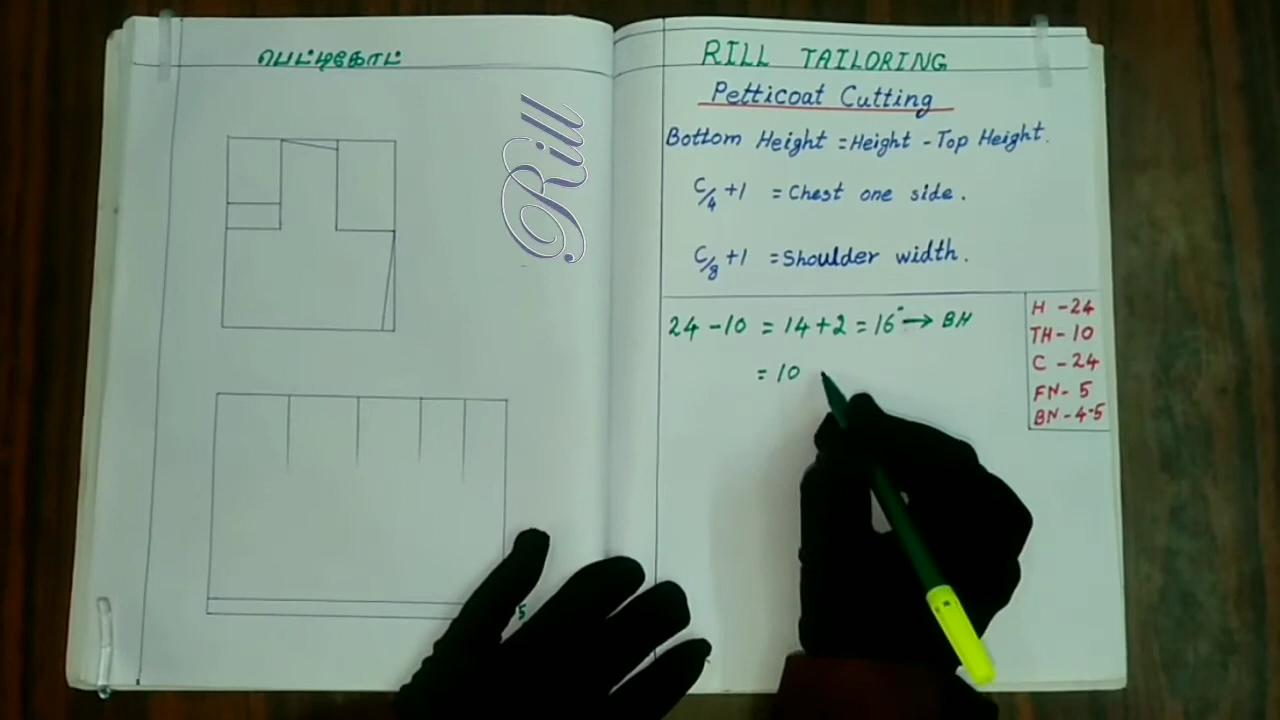 பெட்டிகோட்
Rill
5
RILL TAILORING
Petticoat Cutting
Bottom Height = Height - Top Height.
C/4 +1 = Chest one side.
C/8 +1 = Shoulder width.
24 - 10 = 14 + 2 = 16" → BH
= 10
H - 24
TH - 10
C - 24
FN - 5
BN - 4.5